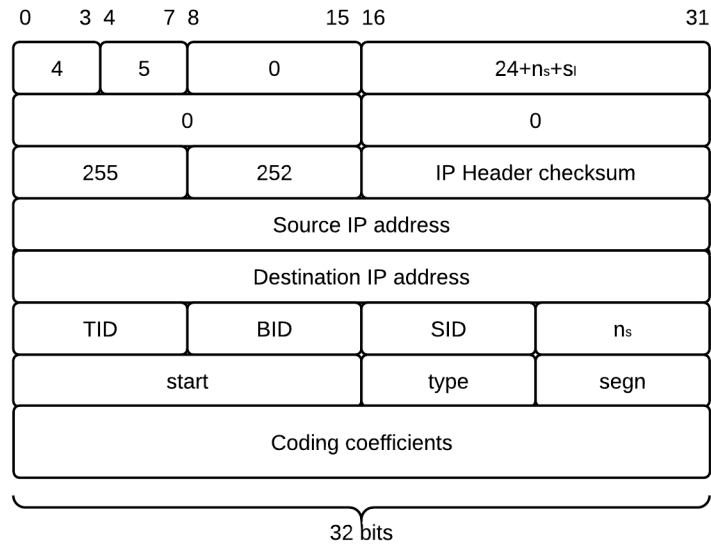 0 3 4 7 8 15 16 31
4 5 0 24+nₛ+sₗ
0 0
255 252 IP Header checksum
Source IP address
Destination IP address
TID BID SID nₛ
start type segn
Coding coefficients
32 bits